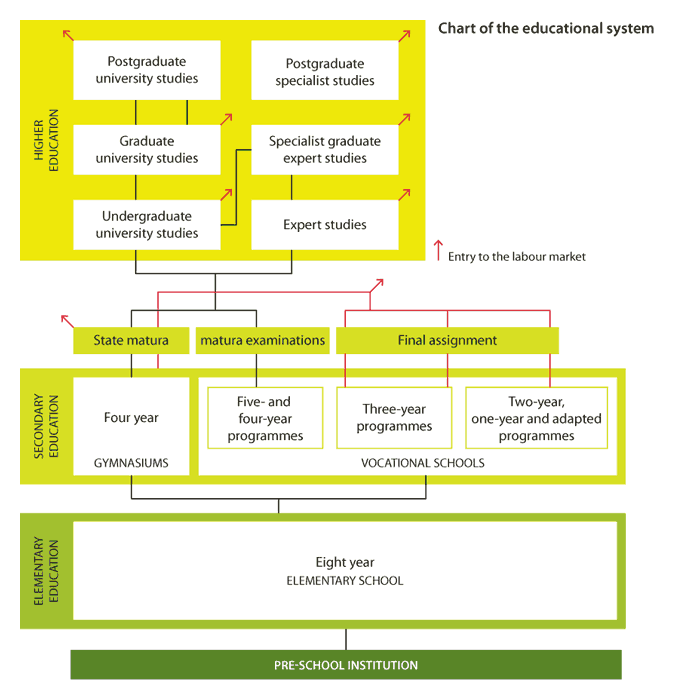 Chart of the educational system
HIGHER
EDUCATION
Postgraduate
university studies
Postgraduate
specialist studies
Graduate
university studies
Specialist graduate
expert studies
Undergraduate
university studies
Expert studies
Entry to the labour market
State matura
matura examinations
Final assignment
SECONDARY
EDUCATION
Four year
GYMNASIUMS
Five- and
four-year
programmes
Three-year
programmes
Two-year,
one-year and adapted
programmes
VOCATIONAL SCHOOLS
ELEMENTARY
EDUCATION
Eight year
ELEMENTARY SCHOOL
PRE-SCHOOL INSTITUTION